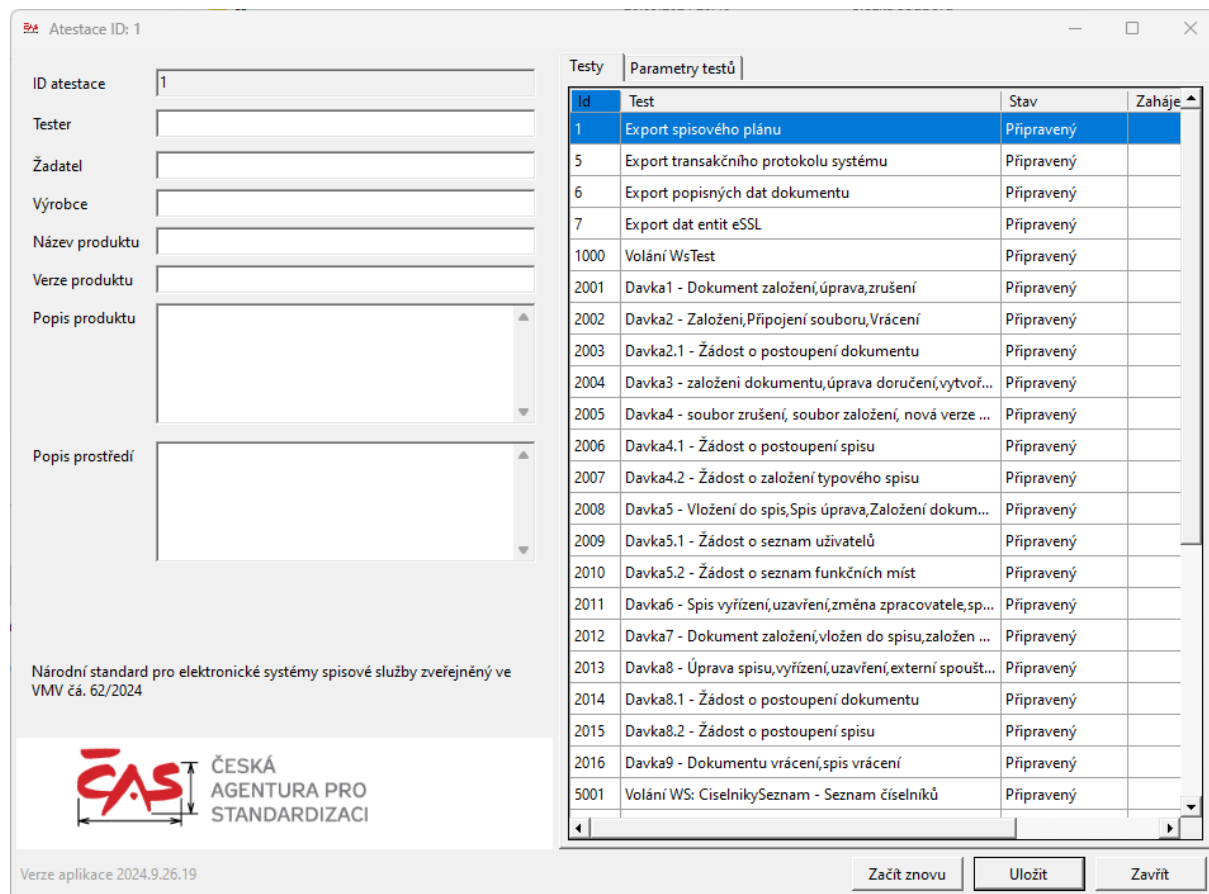 Atestace ID: 1
ID atestace
1
Tester
Žadatel
Výrobce
Název produktu
Verze produktu
Popis produktu
Popis prostředí
Národní standard pro elektronické systémy spisové služby zveřejněný ve
VMV čá. 62/2024
ČAS
ČESKÁ
AGENTURA PRO
STANDARDIZACI
Verze aplikace 2024.9.26.19
Testy
Parametry testů
Id Test Stav Zaháje
1 Export spisového plánu Připravený
5 Export transakčního protokolu systému Připravený
6 Export popisných dat dokumentu Připravený
7 Export dat entit eSSL Připravený
1000 Volání WsTest Připravený
2001 Davka1 - Dokument založení,úprava,zrušení Připravený
2002 Davka2 - Založeni,Připojení souboru,Vrácení Připravený
2003 Davka2.1 - Žádost o postoupení dokumentu Připravený
2004 Davka3 - založeni dokumentu,úprava doručení,vytvoř... Připravený
2005 Davka4 - soubor zrušení, soubor založení, nová verze ... Připravený
2006 Davka4.1 - Žádost o postoupení spisu Připravený
2007 Davka4.2 - Žádost o založení typového spisu Připravený
2008 Davka5 - Vložení do spis,Spis úprava,Založení dokum... Připravený
2009 Davka5.1 - Žádost o seznam uživatelů Připravený
2010 Davka5.2 - Žádost o seznam funkčních míst Připravený
2011 Davka6 - Spis vyřízení,uzavření,změna zpracovatele,sp... Připravený
2012 Davka7 - Dokument založení,vložen do spisu,založen ... Připravený
2013 Davka8 - Úprava spisu,vyřízení,uzavření,externí spoušt... Připravený
2014 Davka8.1 - Žádost o postoupení dokumentu Připravený
2015 Davka8.2 - Žádost o postoupení spisu Připravený
2016 Davka9 - Dokumentu vrácení,spis vrácení Připravený
5001 Volání WS: CiselnikySeznam - Seznam číselníků Připravený
Začít znovu
Uložit
Zavřít